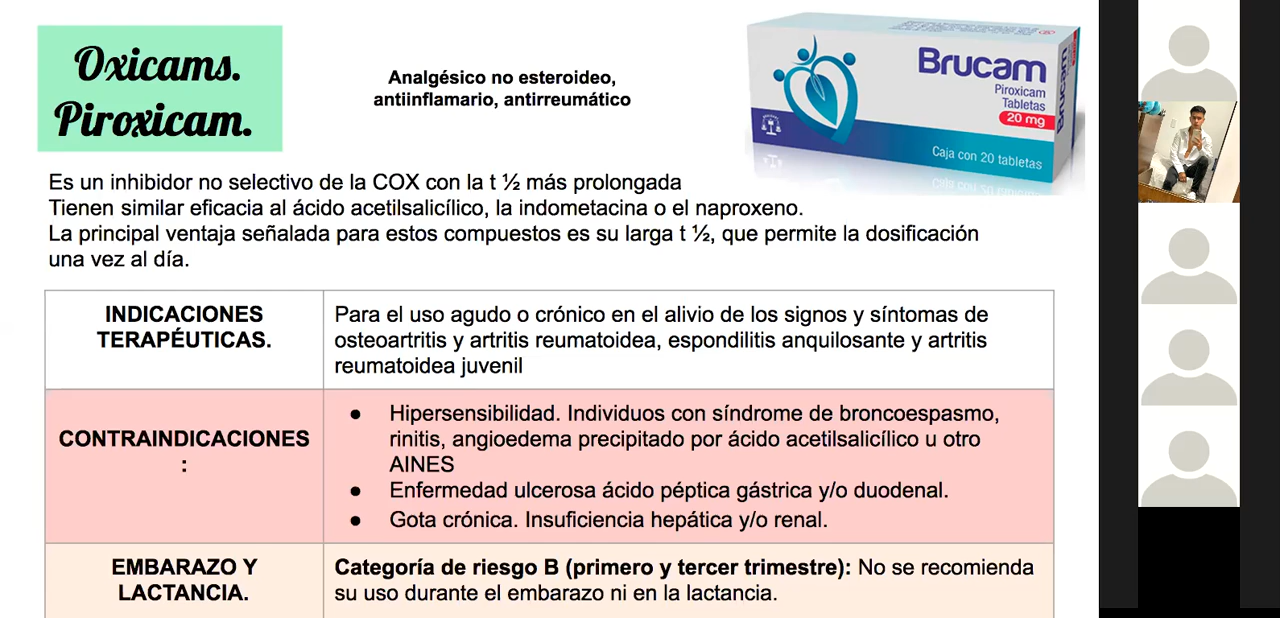 Oxicams.
Piroxicam.
Analgésico no esteroideo,
antiinflamario, antirreumático
Brucam
Piroxicam
Tabletas
20 mg
Caja con 20 tabletas
Brucam
Es un inhibidor no selectivo de la COX con la t ½ más prolongada
Tienen similar eficacia al ácido acetilsalicílico, la indometacina o el naproxeno.
La principal ventaja señalada para estos compuestos es su larga t ½, que permite la dosificación
una vez al día.
INDICACIONES
TERAPÉUTICAS.
Para el uso agudo o crónico en el alivio de los signos y síntomas de
osteoartritis y artritis reumatoidea, espondilitis anquilosante y artritis
reumatoidea juvenil
CONTRAINDICACIONES
:
● Hipersensibilidad. Individuos con síndrome de broncoespasmo,
rinitis, angioedema precipitado por ácido acetilsalicílico u otro
AINES
● Enfermedad ulcerosa ácido péptica gástrica y/o duodenal.
● Gota crónica. Insuficiencia hepática y/o renal.
EMBARAZO Y
LACTANCIA.
Categoría de riesgo B (primero y tercer trimestre): No se recomienda
su uso durante el embarazo ni en la lactancia.